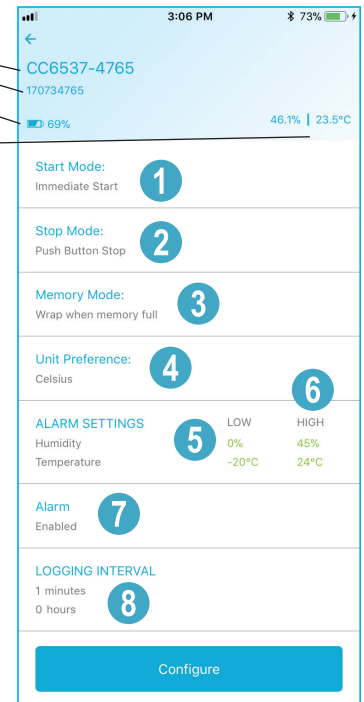 3:06 PM 73%
CC6537-4765
170734765
69% 46.1% | 23.5°C
Start Mode:
Immediate Start
1
Stop Mode:
Push Button Stop
2
Memory Mode:
Wrap when memory full
3
Unit Preference:
Celsius
4
6
ALARM SETTINGS LOW HIGH
5
Humidity 0% 45%
Temperature -20°C 24°C
Alarm
Enabled
7
LOGGING INTERVAL
1 minutes
0 hours
8
Configure